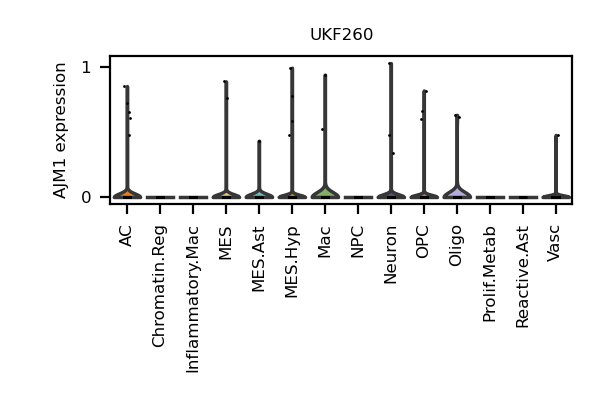 UKF260
AJM1 expression
1
0
AC
Chromatin.Reg
Inflammatory.Mac
MES
MES.Ast
MES.Hyp
Mac
NPC
Neuron
OPC
Oligo
Prolif.Metab
Reactive.Ast
Vasc